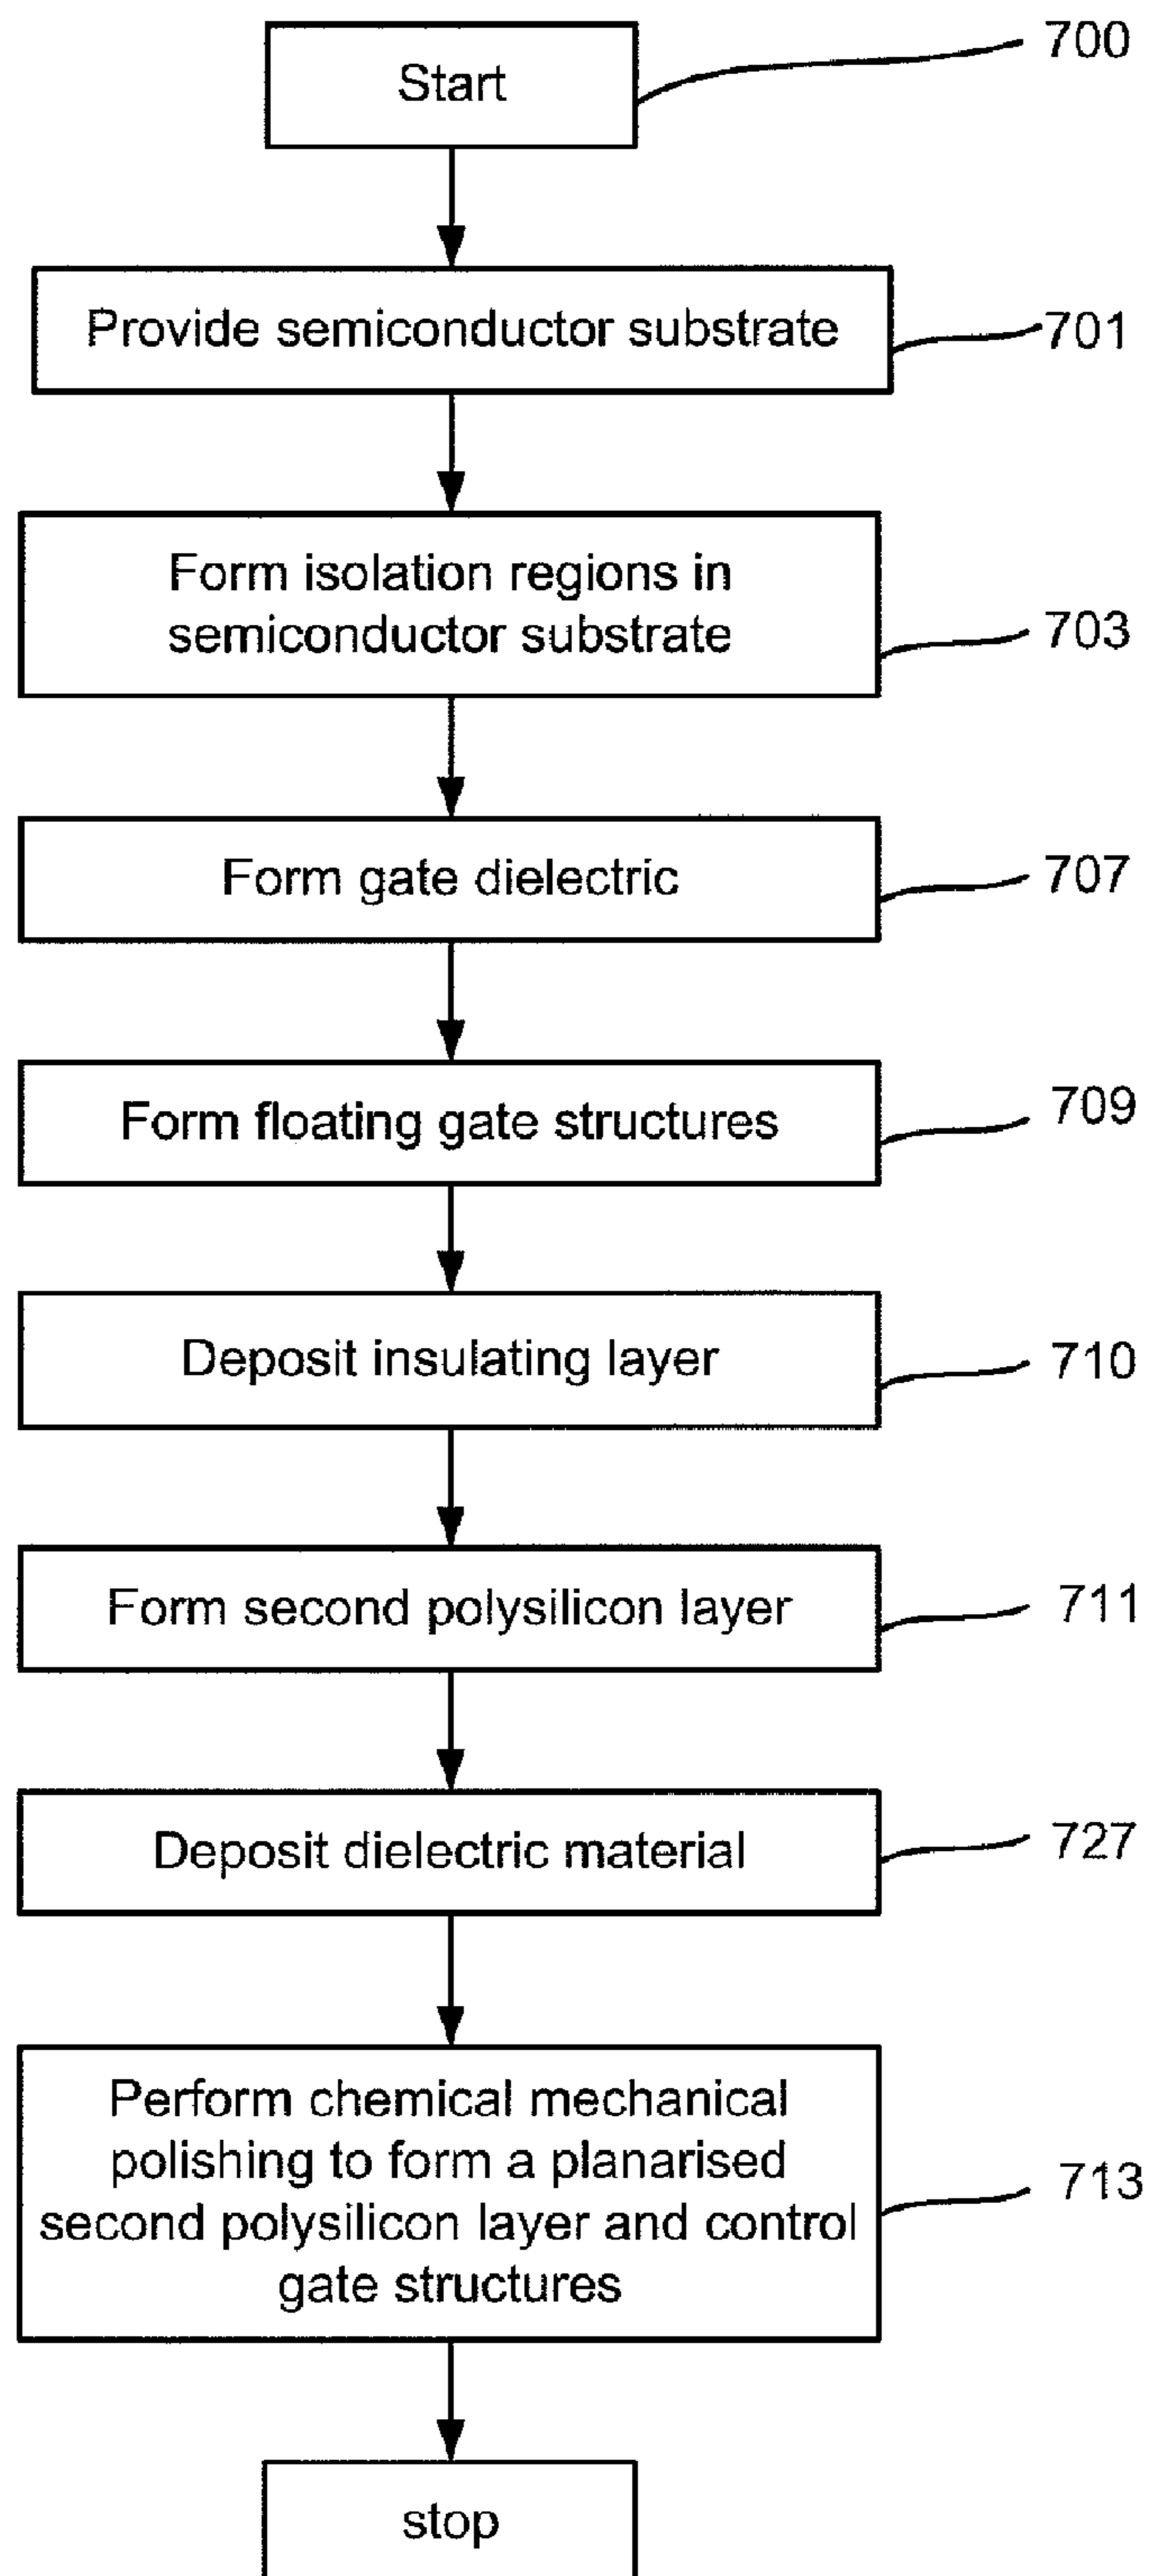 Start
700
Provide semiconductor substrate
701
Form isolation regions in
semiconductor substrate
703
Form gate dielectric
707
Form floating gate structures
709
Deposit insulating layer
710
Form second polysilicon layer
711
Deposit dielectric material
727
Perform chemical mechanical
polishing to form a planarised
second polysilicon layer and control
gate structures
713
stop